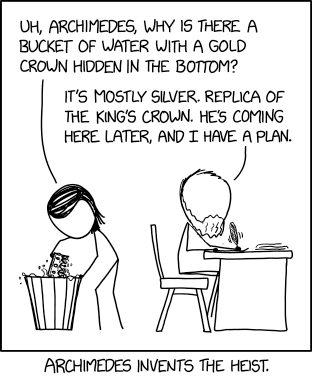 UH, ARCHIMEDES, WHY IS THERE A
BUCKET OF WATER WITH A GOLD
CROWN HIDDEN IN THE BOTTOM?
IT'S MOSTLY SILVER. REPLICA OF
THE KING'S CROWN. HE'S COMING
HERE LATER, AND I HAVE A PLAN.
ARCHIMEDES INVENTS THE HEIST.